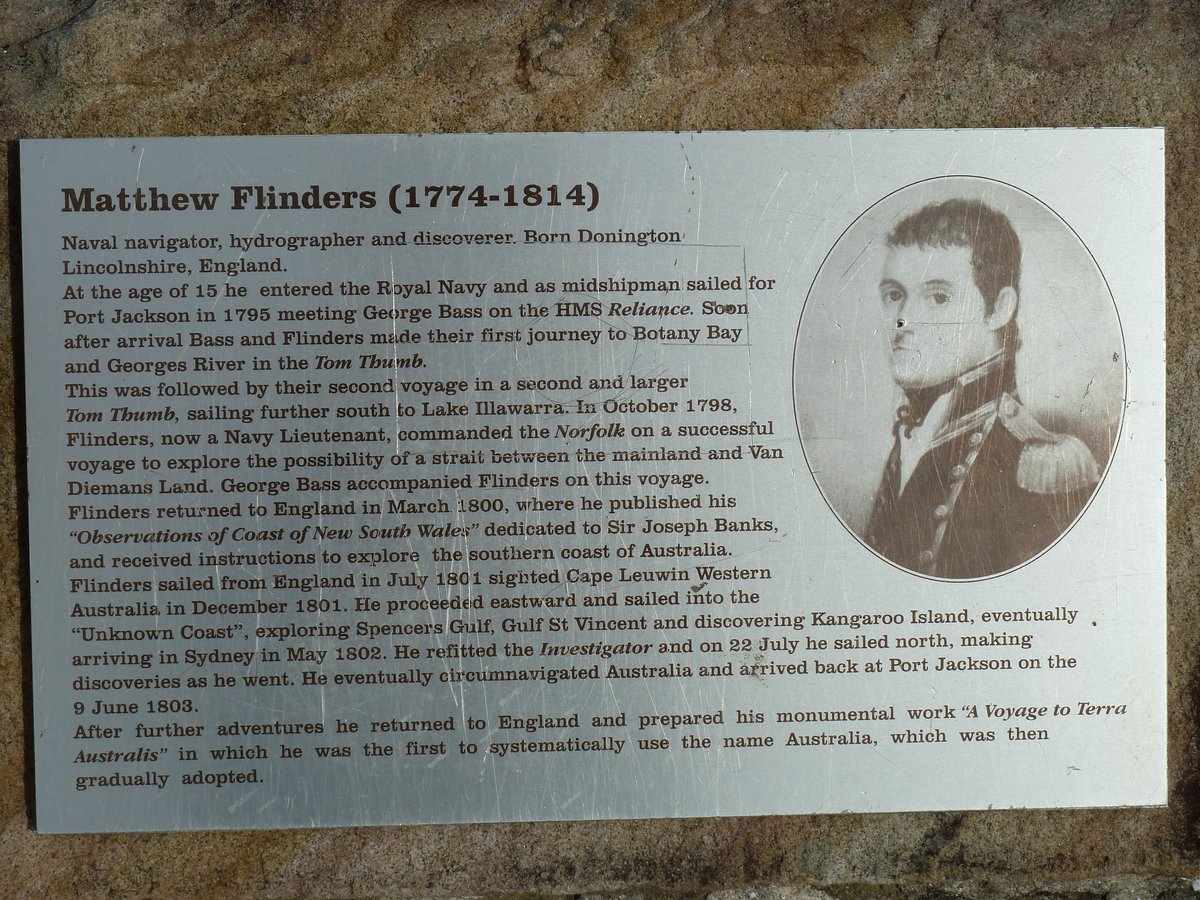 Matthew Flinders (1774-1814)
Naval navigator, hydrographer and discoverer. Born Donington
Lincolnshire, England.
At the age of 15 he entered the Royal Navy and as midshipman sailed for
Port Jackson in 1795 meeting George Bass on the HMS Reliance. Soon
after arrival Bass and Flinders made their first journey to Botany Bay
and Georges River in the Tom Thumb.
This was followed by their second voyage in a second and larger
Tom Thumb, sailing further south to Lake Illawarra. In October 1798,
Flinders, now a Navy Lieutenant, commanded the Norfolk on a successful
voyage to explore the possibility of a strait between the mainland and Van
Diemans Land. George Bass accompanied Flinders on this voyage.
Flinders returned to England in March 1800, where he published his
"Observations of Coast of New South Wales" dedicated to Sir Joseph Banks,
and received instructions to explore the southern coast of Australia.
Flinders sailed from England in July 1801 sighted Cape Leuwin Western
Australia in December 1801. He proceeded eastward and sailed into the
"Unknown Coast", exploring Spencers Gulf, Gulf St Vincent and discovering Kangaroo Island, eventually
arriving in Sydney in May 1802. He refitted the Investigator and on 22 July he sailed north, making
discoveries as he went. He eventually circumnavigated Australia and arrived back at Port Jackson on the
9 June 1803.
After further adventures he returned to England and prepared his monumental work "A Voyage to Terra
Australis" in which he was the first to systematically use the name Australia, which was then
gradually adopted.